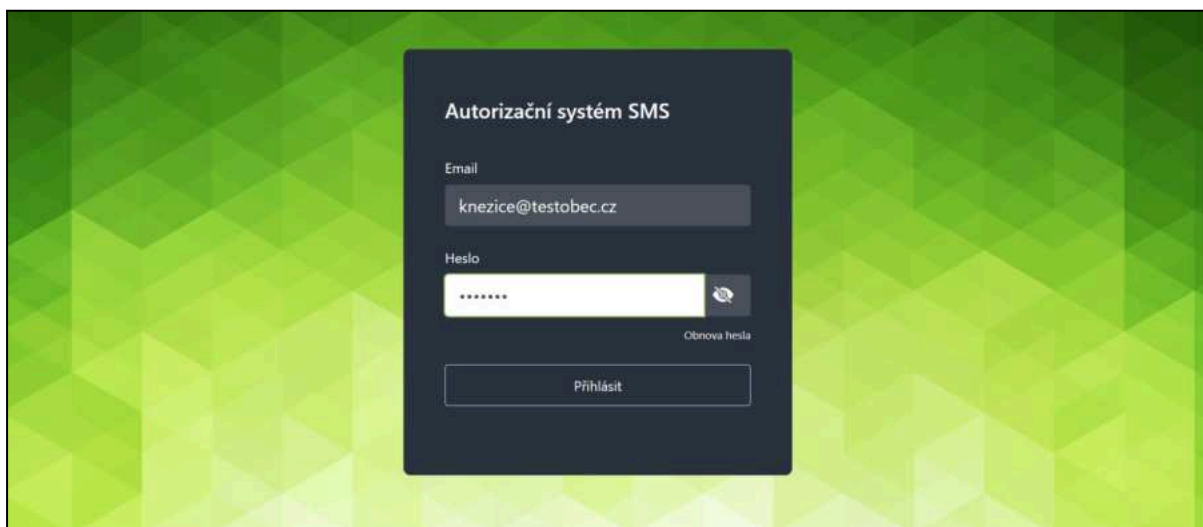 Autorizační systém SMS
Email
knezice@testobec.cz
Heslo
•••••••
Obnova hesla
Přihlásit